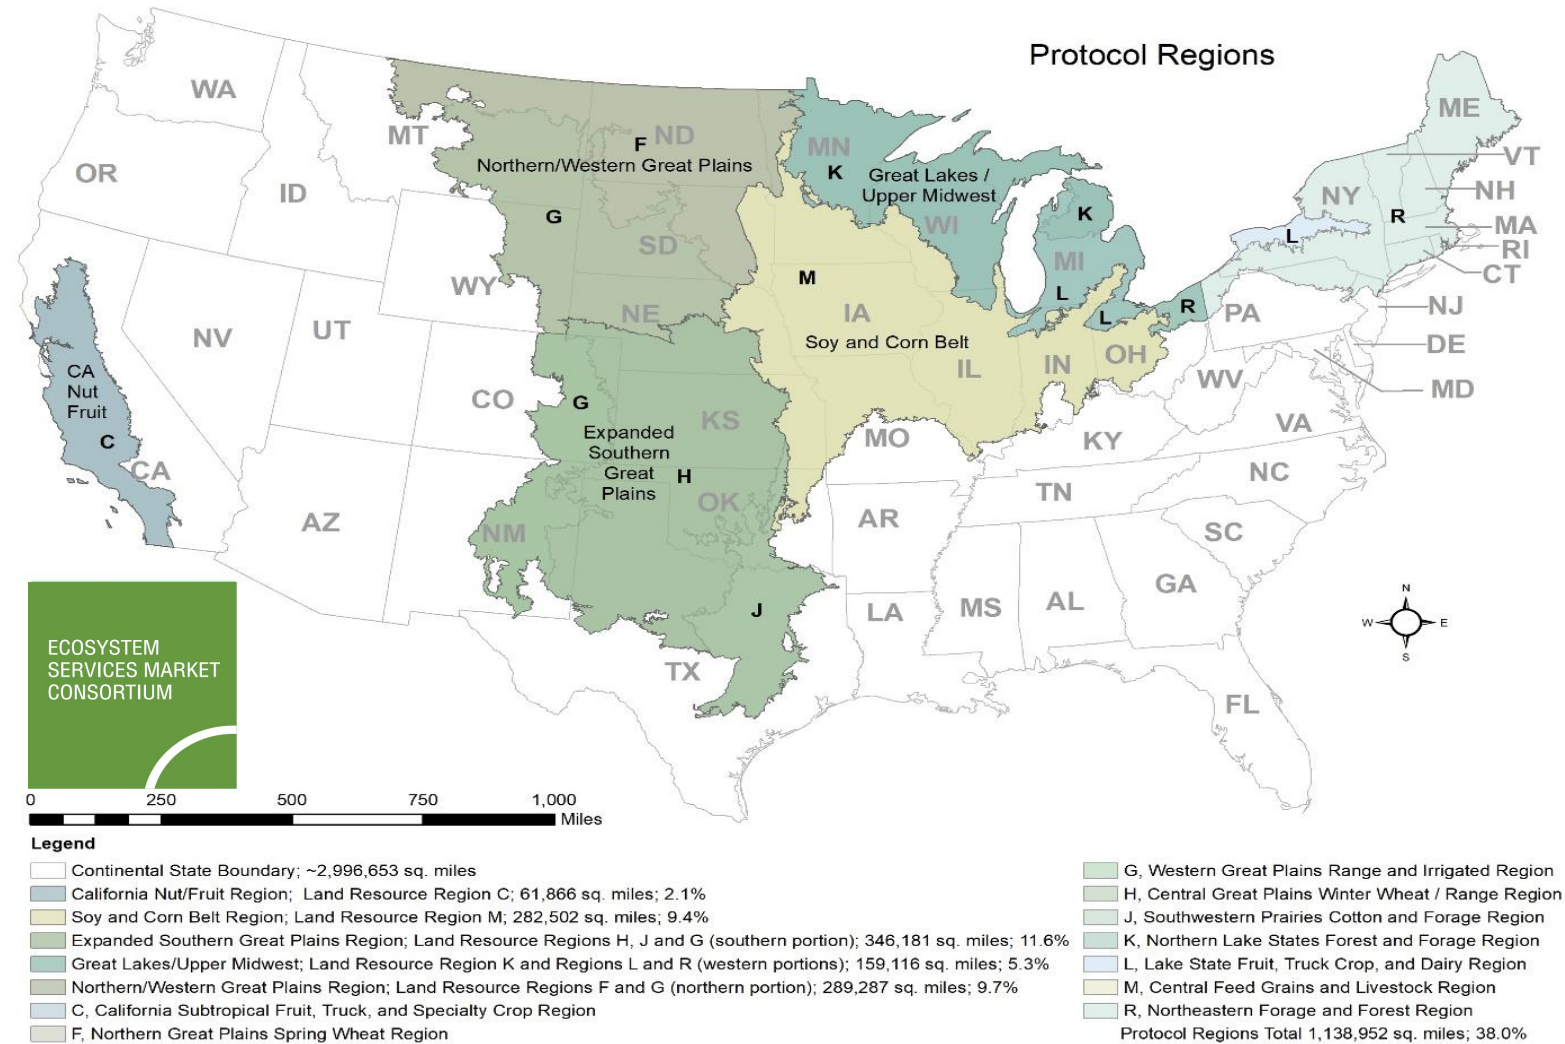 Protocol Regions
WA
MT
F ND
Northern/Western Great Plains
MN
K
Great Lakes /
Upper Midwest
ME
VT
OR
ID
G
SD
WI
K
NY
NH
R
MA
L
RI
CT
MI
M
WY
NE
L
IA
L
R
PA
NJ
NV
UT
Soy and Corn Belt
IL
IN
OH
DE
WV
MD
CA
Nut
Fruit
CO
G
KS
C
CA
Expanded
Southern
Great
Plains
H
MO
KY
VA
NC
TN
OK
AZ
NM
AR
SC
GA
J
LA
MS
AL
TX
FL
N
W
E
S
ECOSYSTEM
SERVICES MARKET
CONSORTIUM
0 250 500 750 1,000
Miles
Legend
Continental State Boundary; ~2,996,653 sq. miles
California Nut/Fruit Region; Land Resource Region C; 61,866 sq. miles; 2.1%
Soy and Corn Belt Region; Land Resource Region M; 282,502 sq. miles; 9.4%
Expanded Southern Great Plains Region; Land Resource Regions H, J and G (southern portion); 346,181 sq. miles; 11.6%
Great Lakes/Upper Midwest; Land Resource Region K and Regions L and R (western portions); 159,116 sq. miles; 5.3%
Northern/Western Great Plains Region; Land Resource Regions F and G (northern portion); 289,287 sq. miles; 9.7%
C, California Subtropical Fruit, Truck, and Specialty Crop Region
F, Northern Great Plains Spring Wheat Region
G, Western Great Plains Range and Irrigated Region
H, Central Great Plains Winter Wheat / Range Region
J, Southwestern Prairies Cotton and Forage Region
K, Northern Lake States Forest and Forage Region
L, Lake State Fruit, Truck Crop, and Dairy Region
M, Central Feed Grains and Livestock Region
R, Northeastern Forage and Forest Region
Protocol Regions Total 1,138,952 sq. miles; 38.0%